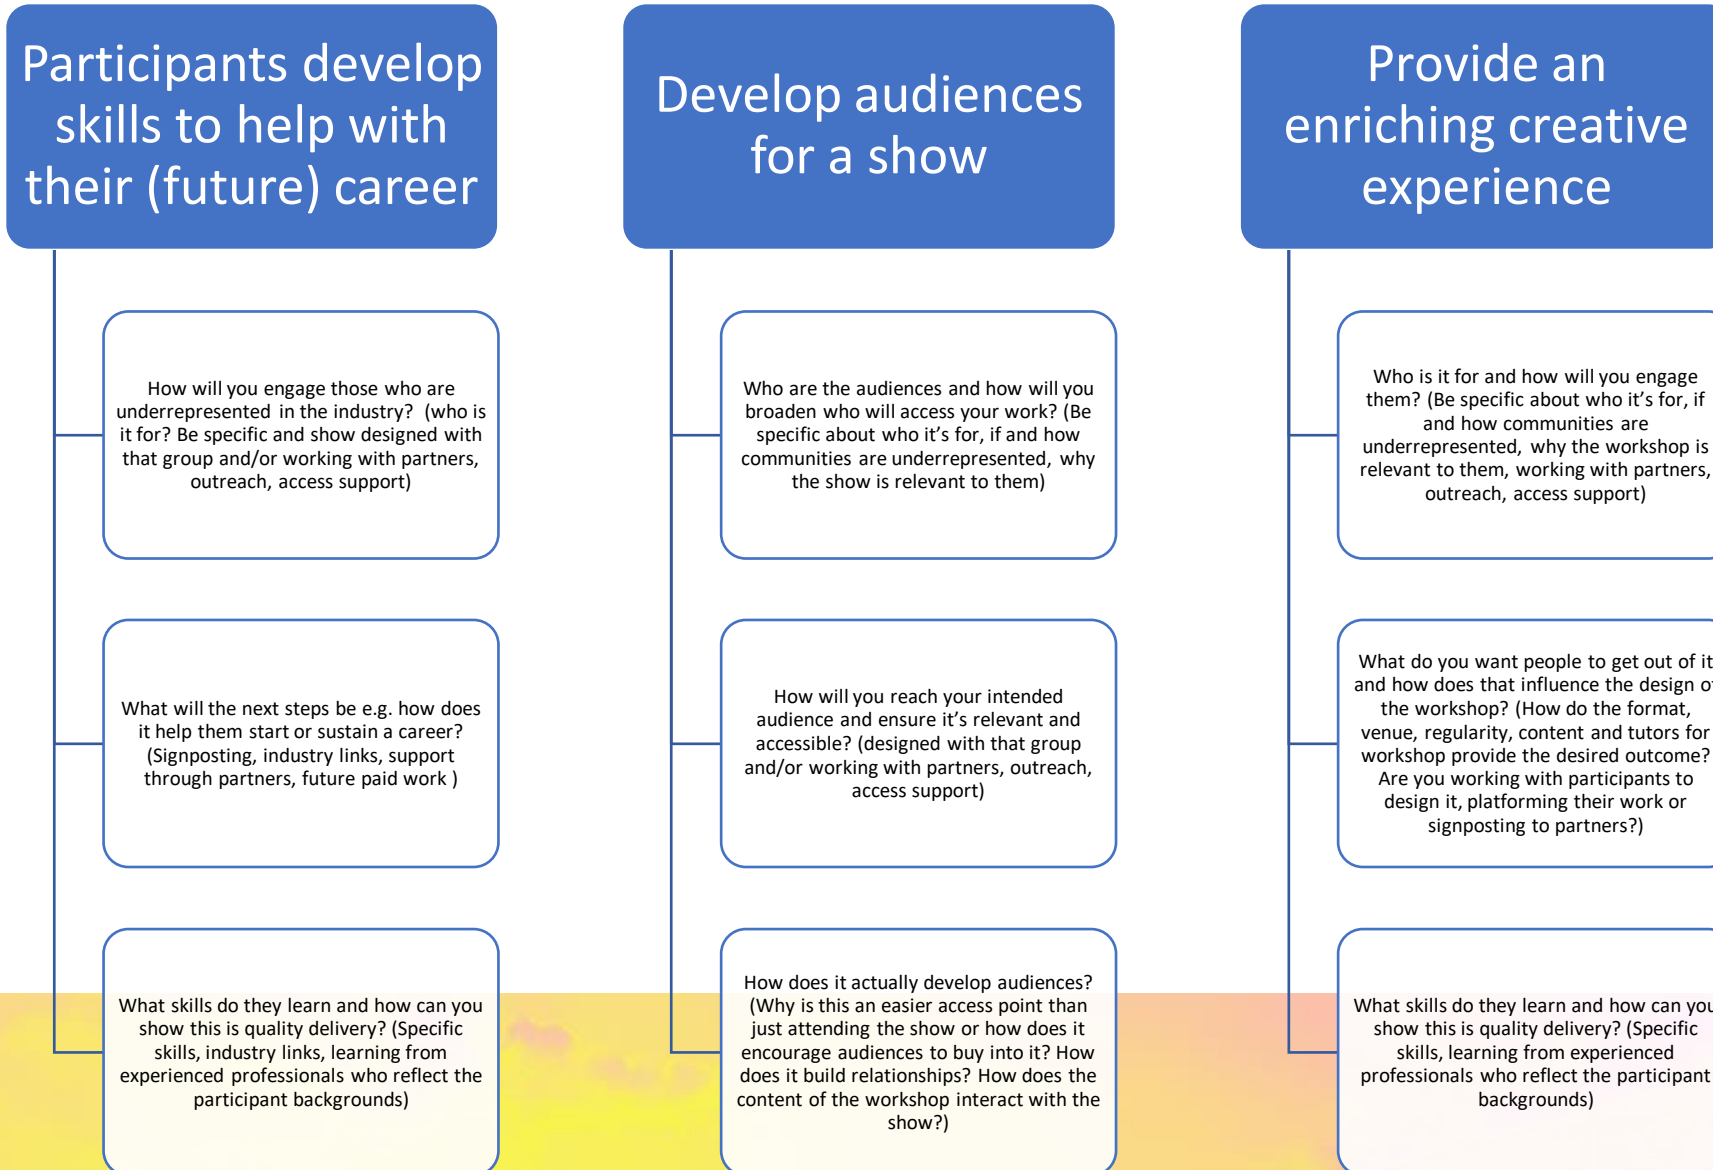 Participants develop
skills to help with
their (future) career
How will you engage those who are
underrepresented in the industry? (who is
it for? Be specific and show designed with
that group and/or working with partners,
outreach, access support)
What will the next steps be e.g. how does
it help them start or sustain a career?
(Signposting, industry links, support
through partners, future paid work )
What skills do they learn and how can you
show this is quality delivery? (Specific
skills, industry links, learning from
experienced professionals who reflect the
participant backgrounds)
Develop audiences
for a show
Who are the audiences and how will you
broaden who will access your work? (Be
specific about who it’s for, if and how
communities are underrepresented, why
the show is relevant to them)
How will you reach your intended
audience and ensure it’s relevant and
accessible? (designed with that group
and/or working with partners, outreach,
access support)
How does it actually develop audiences?
(Why is this an easier access point than
just attending the show or how does it
encourage audiences to buy into it? How
does it build relationships? How does the
content of the workshop interact with the
show?)
Provide an
enriching creative
experience
Who is it for and how will you engage
them? (Be specific about who it’s for, if
and how communities are
underrepresented, why the workshop is
relevant to them, working with partners,
outreach, access support)
What do you want people to get out of it
and how does that influence the design of
the workshop? (How do the format,
venue, regularity, content and tutors for
workshop provide the desired outcome?
Are you working with participants to
design it, platforming their work or
signposting to partners?)
What skills do they learn and how can you
show this is quality delivery? (Specific
skills, learning from experienced
professionals who reflect the participant
backgrounds)